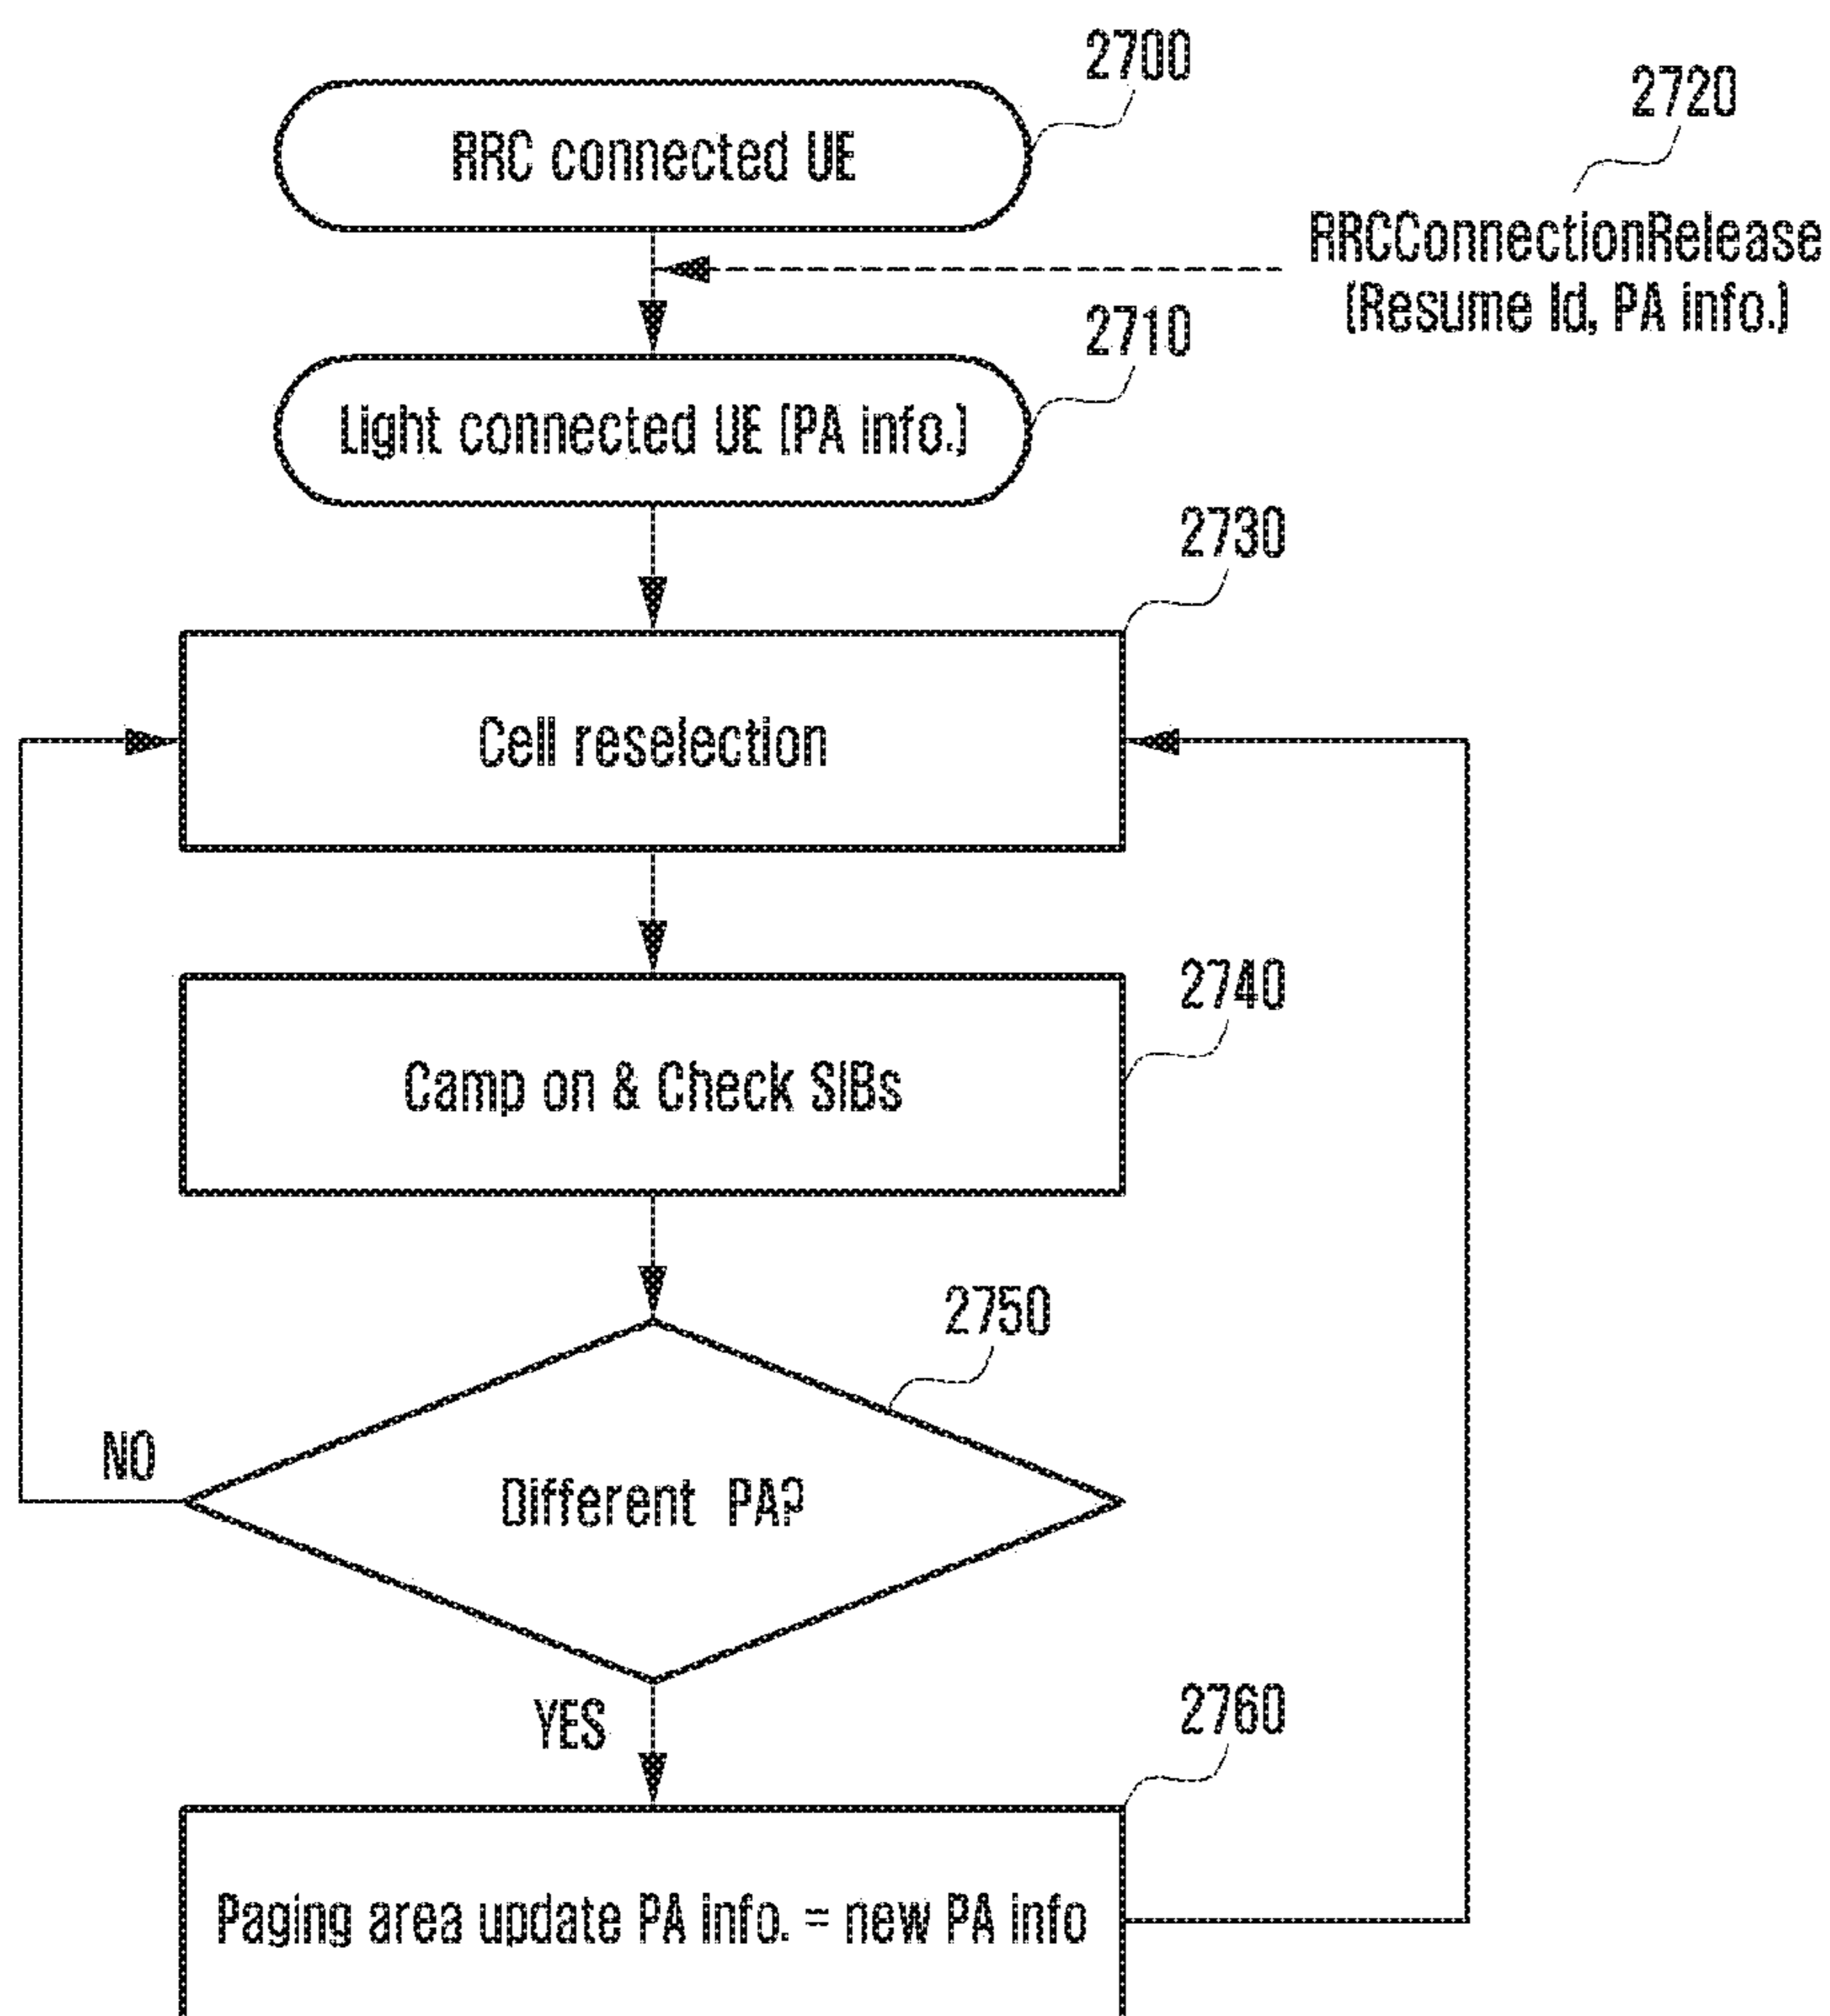 2700
RRC connected UE
2720
RRCConnectionRelease
(Resume Id, PA info.)
2710
Light connected UE (PA info.)
2730
Cell reselection
2740
Camp on & Check SIBs
2750
NO
Different PA?
YES
2760
Paging area update PA info. = new PA info